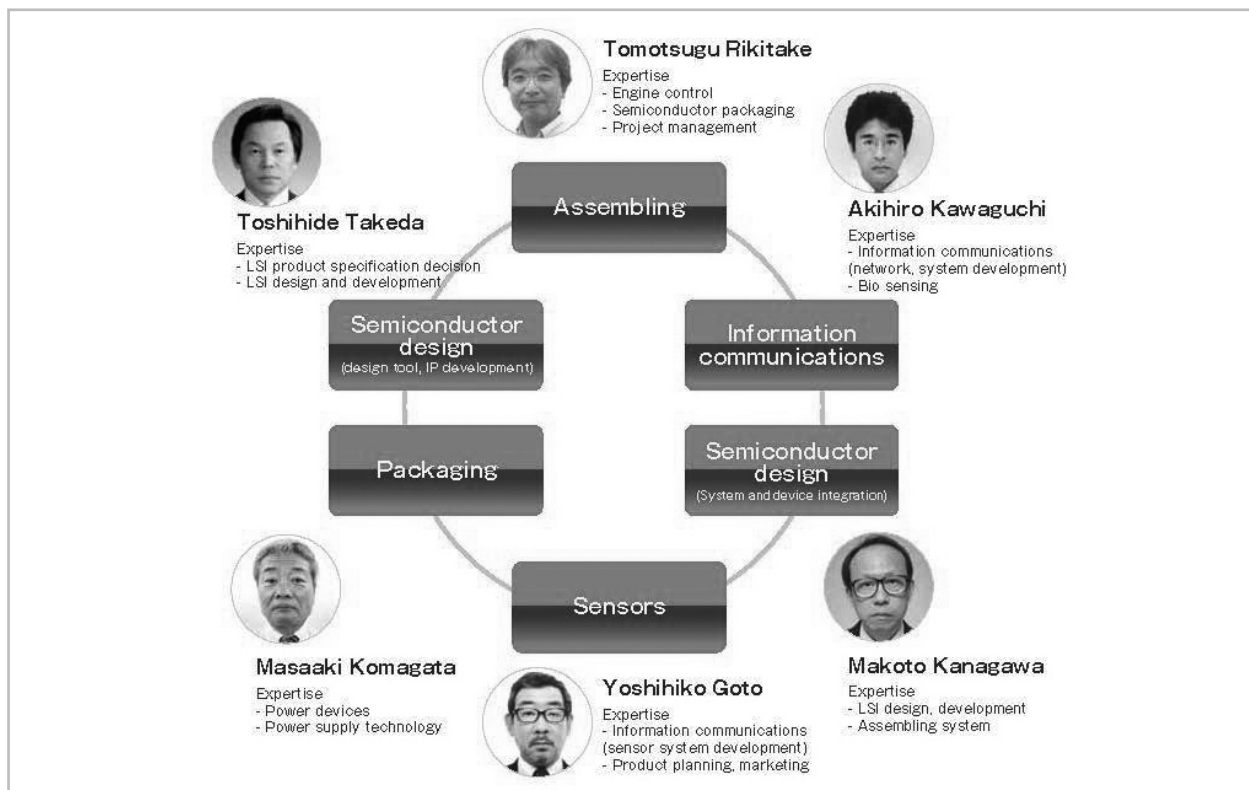 Tomotsugu Rikitake
Expertise
- Engine control
- Semiconductor packaging
- Project management
Toshihide Takeda
Expertise
- LSI product specification decision
- LSI design and development
Akihiro Kawaguchi
Expertise
- Information communications
(network, system development)
- Bio sensing
Assembling
Semiconductor
design
(design tool, IP development)
Information
communications
Packaging
Semiconductor
design
(System and device integration)
Sensors
Masaaki Komagata
Expertise
- Power devices
- Power supply technology
Yoshihiko Goto
Expertise
- Information communications
(sensor system development)
- Product planning, marketing
Makoto Kanagawa
Expertise
- LSI design, development
- Assembling system